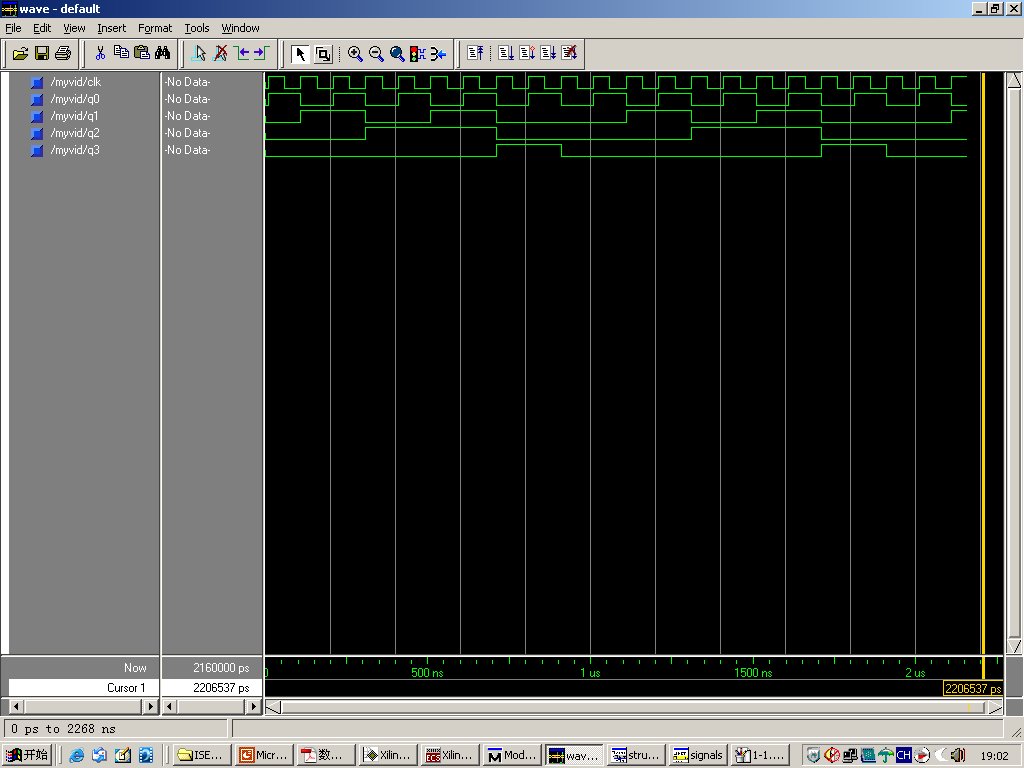 wave - default
File Edit View Insert Format Tools Window
/myvid/clk -No Data-
/myvid/q0 -No Data-
/myvid/q1 -No Data-
/myvid/q2 -No Data-
/myvid/q3 -No Data-
Now 2160000 ps
500 ns 1 us 1500 ns 2 us
Cursor 1 2206537 ps 2206537 ps
0 ps to 2268 ns
开始 ISE... Micr... 数... Xilin... Xilin... Mod... wav... stru... signals 1-1.... CH 19:02